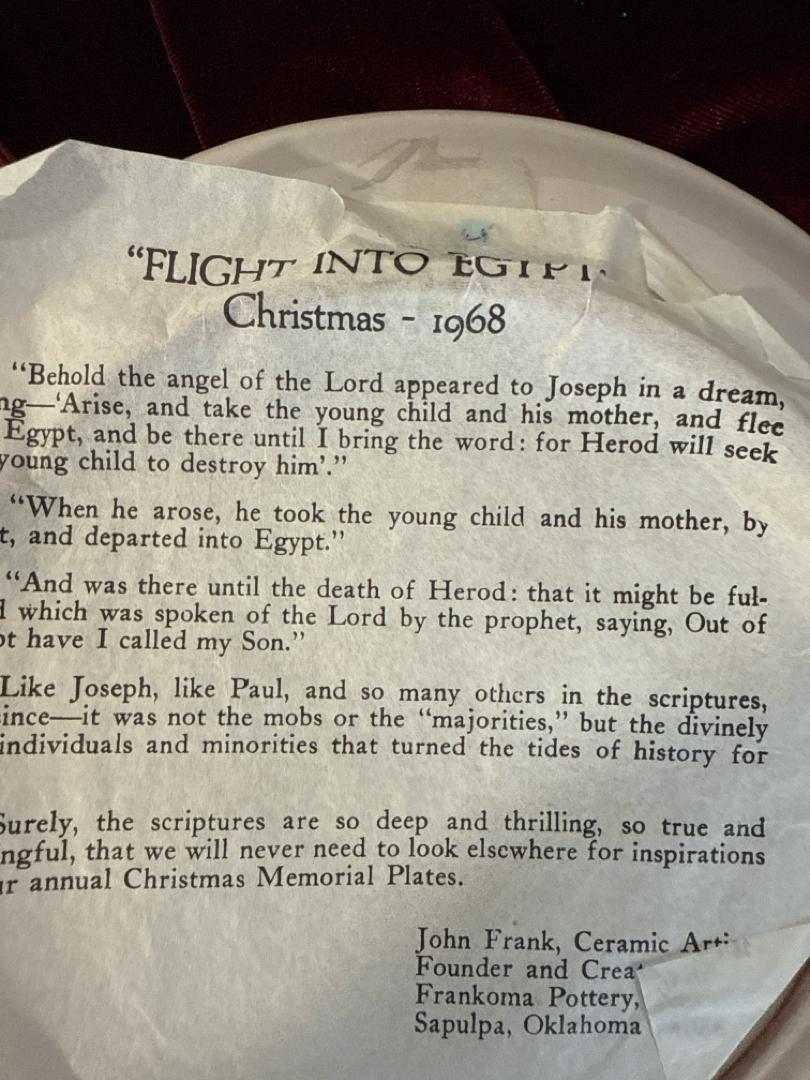 "FLIGHT INTO EGYPT
Christmas - 1968
"Behold the angel of the Lord appeared to Joseph in a dream,
ng—'Arise, and take the young child and his mother, and flee
Egypt, and be there until I bring the word: for Herod will seek
young child to destroy him'."
"When he arose, he took the young child and his mother, by
t, and departed into Egypt."
"And was there until the death of Herod: that it might be ful-
d which was spoken of the Lord by the prophet, saying, Out of
pt have I called my Son."
Like Joseph, like Paul, and so many others in the scriptures,
since—it was not the mobs or the "majorities," but the divinely
individuals and minorities that turned the tides of history for
Surely, the scriptures are so deep and thrilling, so true and
ngful, that we will never need to look elsewhere for inspirations
ur annual Christmas Memorial Plates.
John Frank, Ceramic Arti
Founder and Crea
Frankoma Pottery,
Sapulpa, Oklahoma